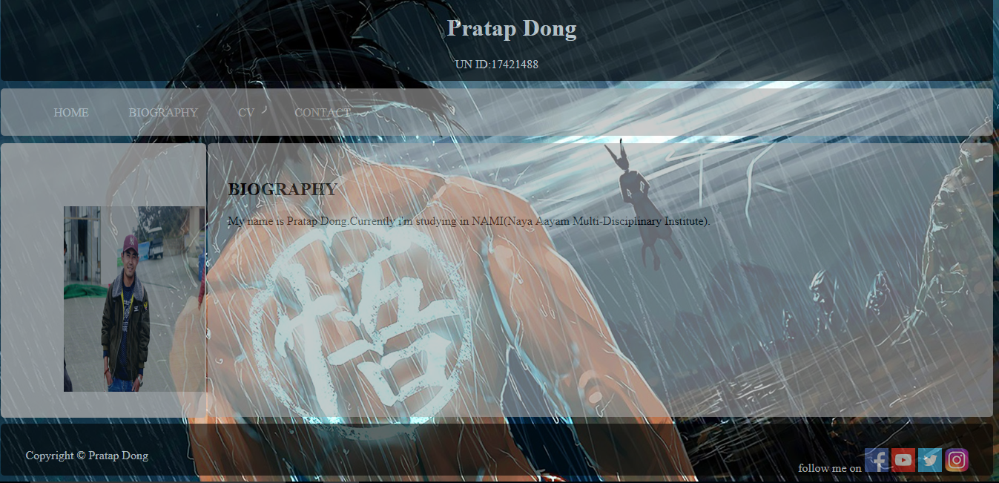 Pratap Dong
UN ID:17421488
HOME BIOGRAPHY CV CONTACT
BIOGRAPHY
My name is Pratap Dong.Currently i'm studying in NAMI(Naya Aayam Multi-Disciplinary Institute).
悟
Copyright © Pratap Dong
follow me on